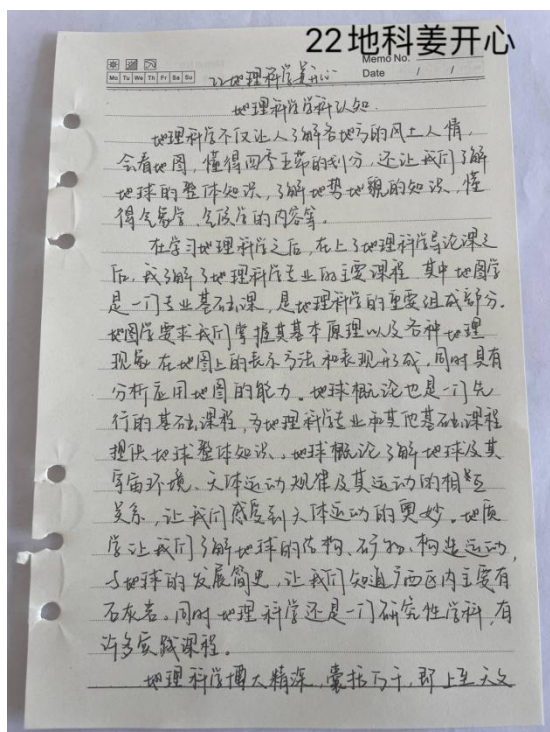 22地科姜开心
Memo No.
Mo Tu We Th Fr Sa Su
Date / /
22地理科学姜开心
地理科学学科认知
地理科学不仅让人了解各地方的风土人情，
会看地图，懂得四季五带的划分，还让我们了解
地球的整体知识，了解地势地貌的知识，懂
得气象学、气候学的内容等。
在学习地理科学之后，在上了地理科学导论课之
后，我了解了地理科学专业的主要课程，其中地图学
是一门专业基础课，是地理科学的重要组成部分。
地图学要求我们掌握其基本原理以及各种地理
现象在地图上的表示方法和表现形式，同时具有
分析应用地图的能力。地球概论也是一门先
行的基础课程，为地理科学专业和其他基础课程
提供地球整体知识。地球概论了解地球及其
宇宙环境、天体运动规律及其运动的相互
关系，让我们感受到天体运动的奥妙。地质
学让我们了解地球的结构、矿物、构造运动，
与地球的发展简史，让我们知道广西区内主要有
石灰岩。同时地理科学还是一门研究性学科，有
许多实践课程。
地理科学博大精深，囊括万千，即上至天文